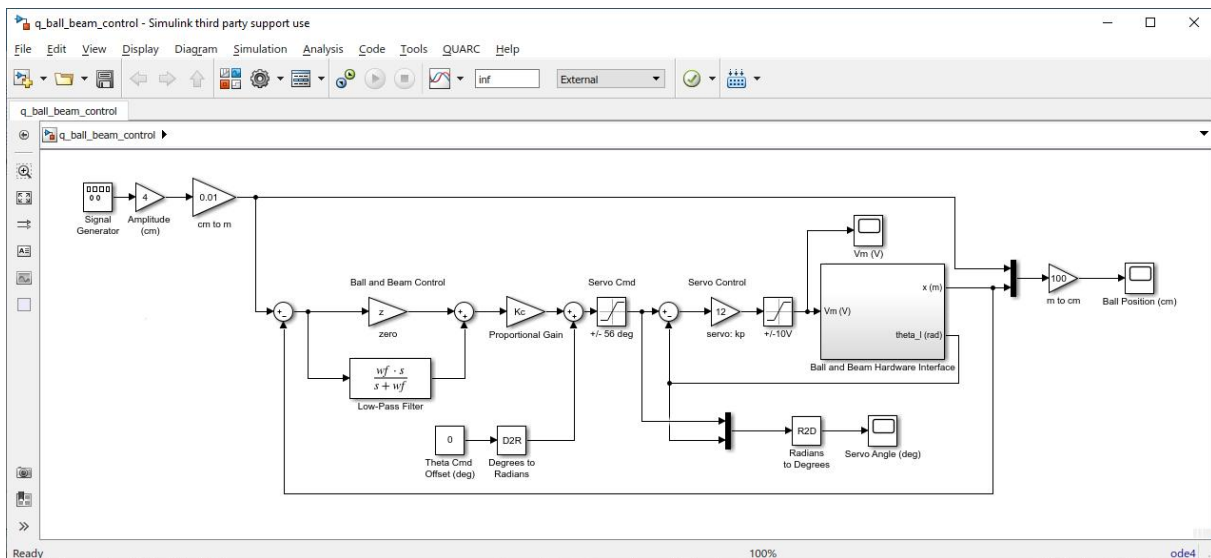 q_ball_beam_control - Simulink third party support use
File Edit View Display Diagram Simulation Analysis Code Tools QUARC Help
inf
External
q_ball_beam_control
q_ball_beam_control
Signal
Generator
4
Amplitude
(cm)
0.01
cm to m
Ball and Beam Control
z
zero
wf · s
s + wf
Low-Pass Filter
Kc
Proportional Gain
0
Theta Cmd
Offset (deg)
D2R
Degrees to
Radians
Servo Cmd
+/- 56 deg
Servo Control
12
servo: kp
+/-10V
Vm (V)
Vm (V)
x (m)
theta_l (rad)
Ball and Beam Hardware Interface
R2D
Radians
to Degrees
Servo Angle (deg)
100
m to cm
Ball Position (cm)
Ready
100%
ode4